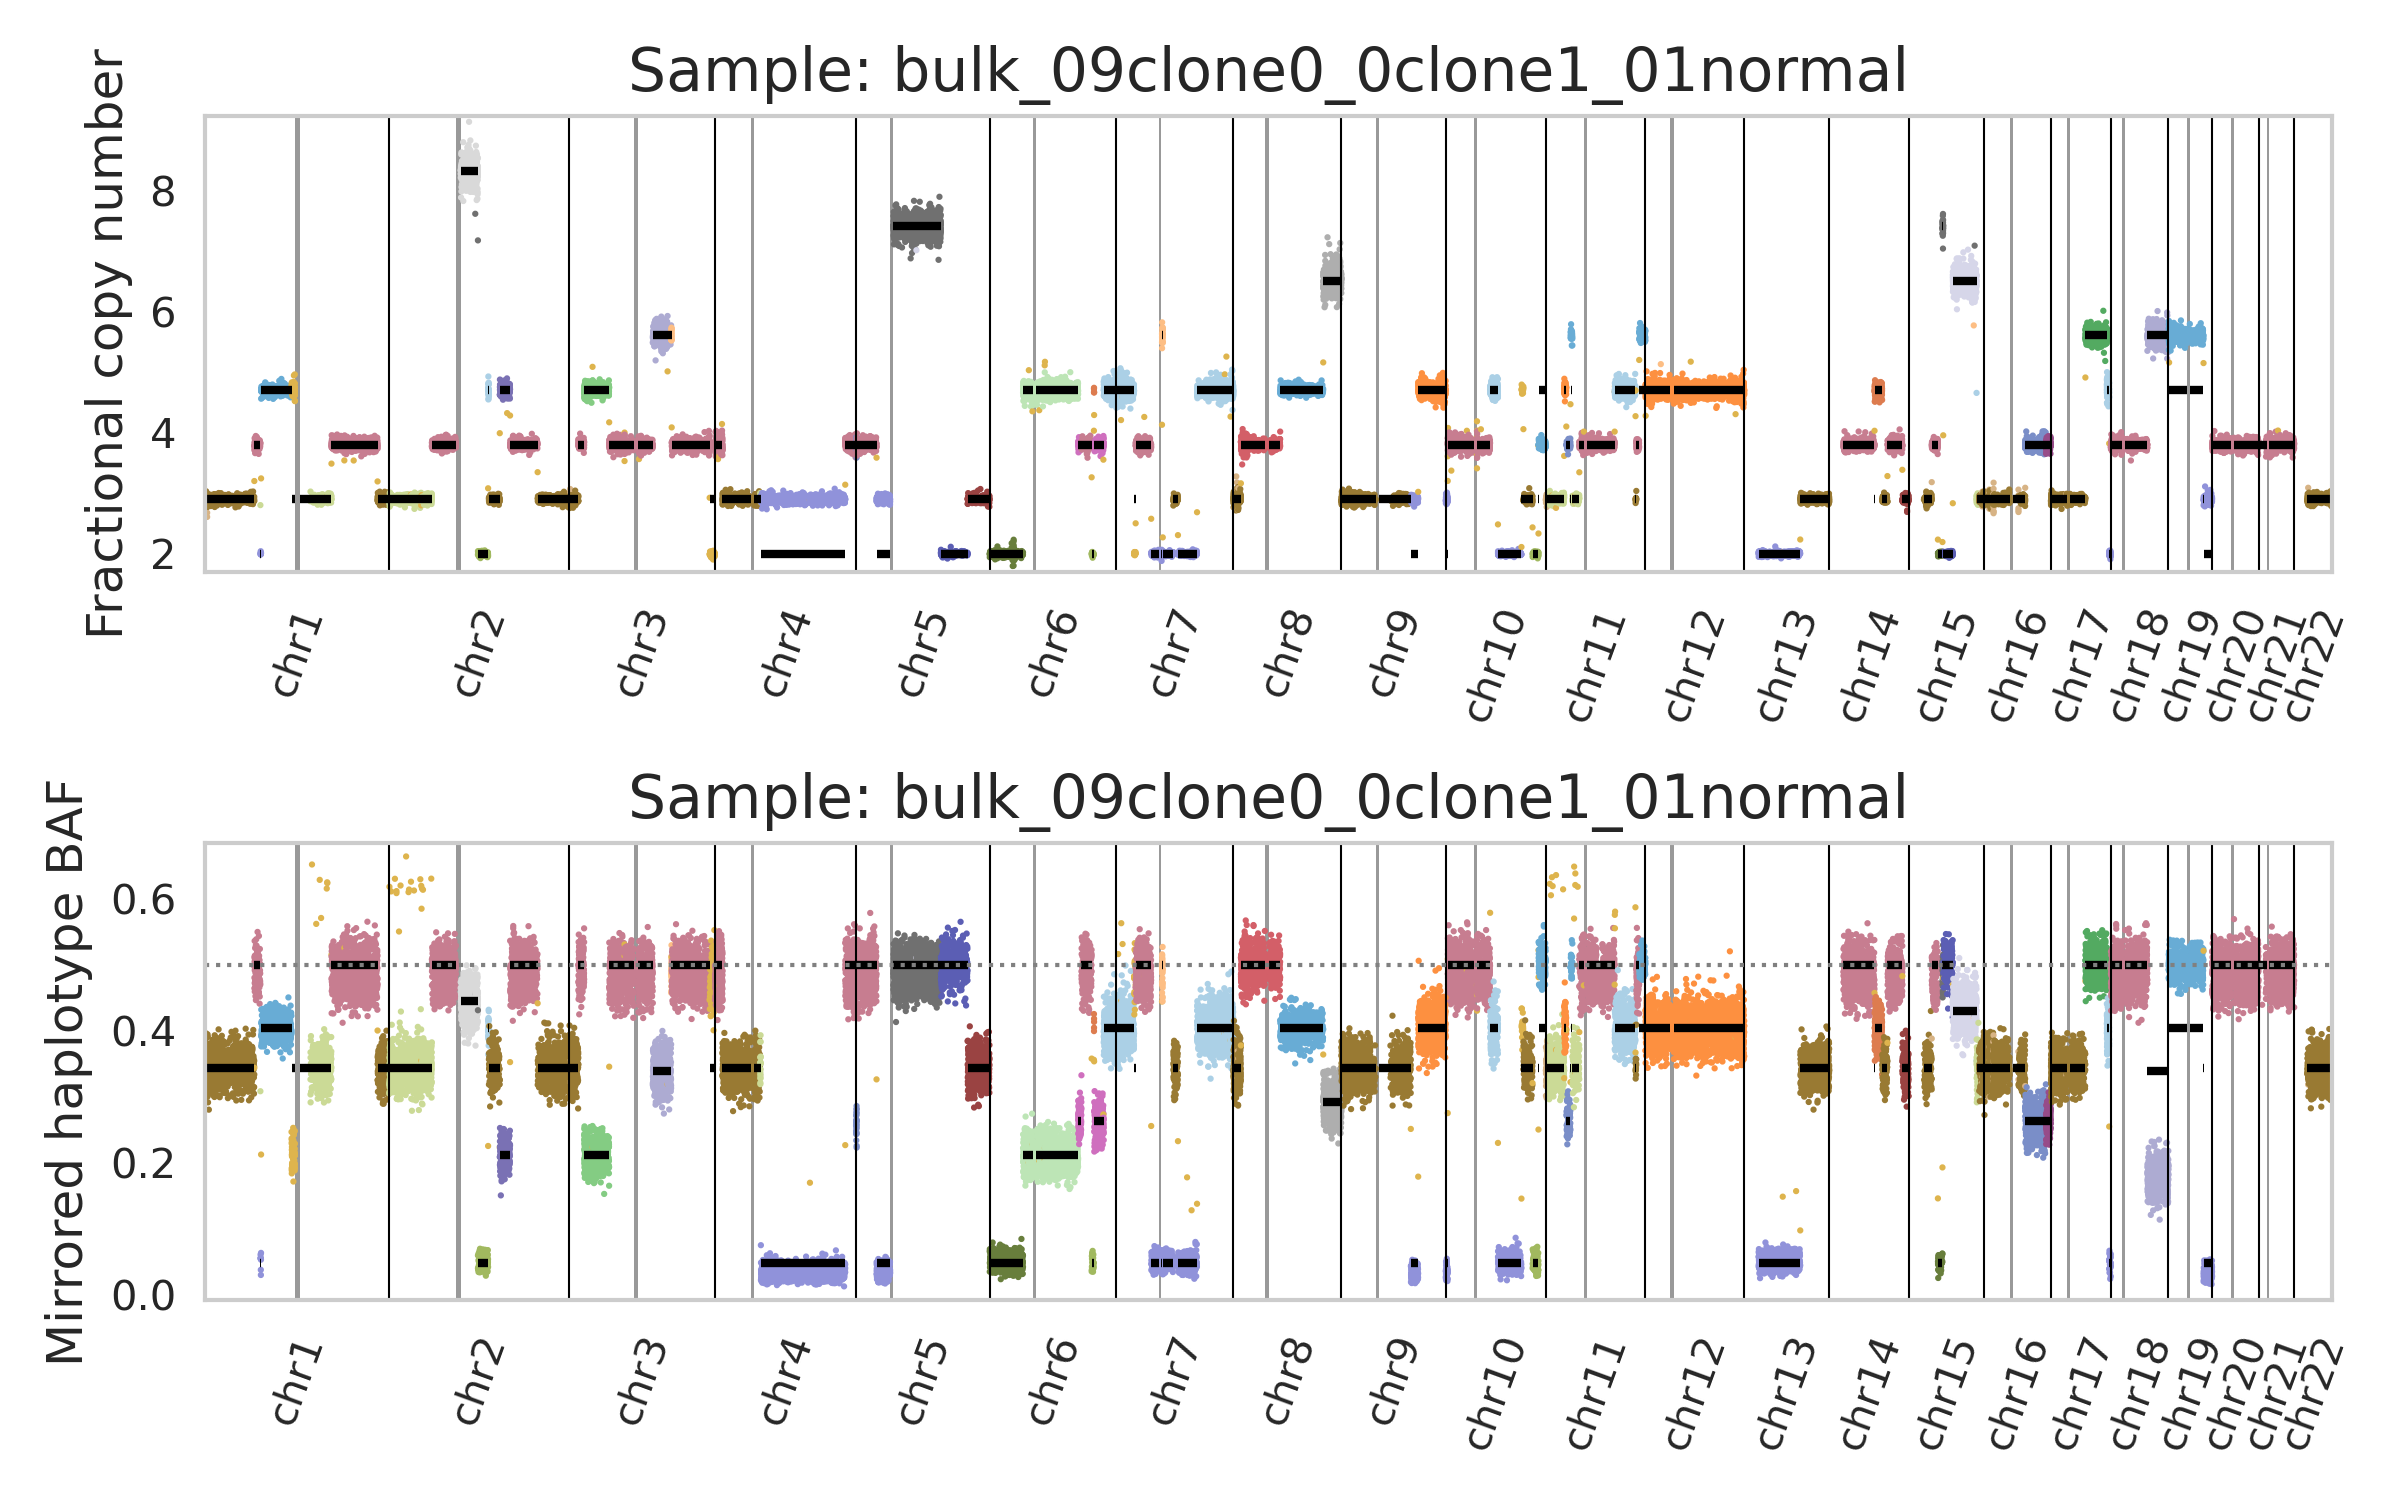 Sample: bulk_09clone0_0clone1_01normal
Fractional copy number
8
6
4
2
chr1
chr2
chr3
chr4
chr5
chr6
chr7
chr8
chr9
chr10
chr11
chr12
chr13
chr14
chr15
chr16
chr17
chr18
chr19
chr20
chr21
chr22
Sample: bulk_09clone0_0clone1_01normal
Mirrored haplotype BAF
0.6
0.4
0.2
0.0
chr1
chr2
chr3
chr4
chr5
chr6
chr7
chr8
chr9
chr10
chr11
chr12
chr13
chr14
chr15
chr16
chr17
chr18
chr19
chr20
chr21
chr22